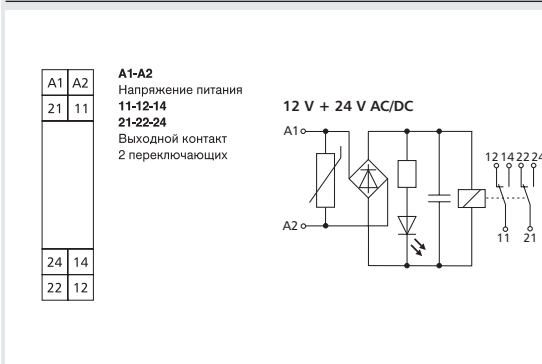 A1 A2
21 11
24 14
22 12
A1-A2
Напряжение питания
11-12-14
21-22-24
Выходной контакт
2 переключающих
12 V + 24 V AC/DC
A1
A2
12 14 22 24
11 21